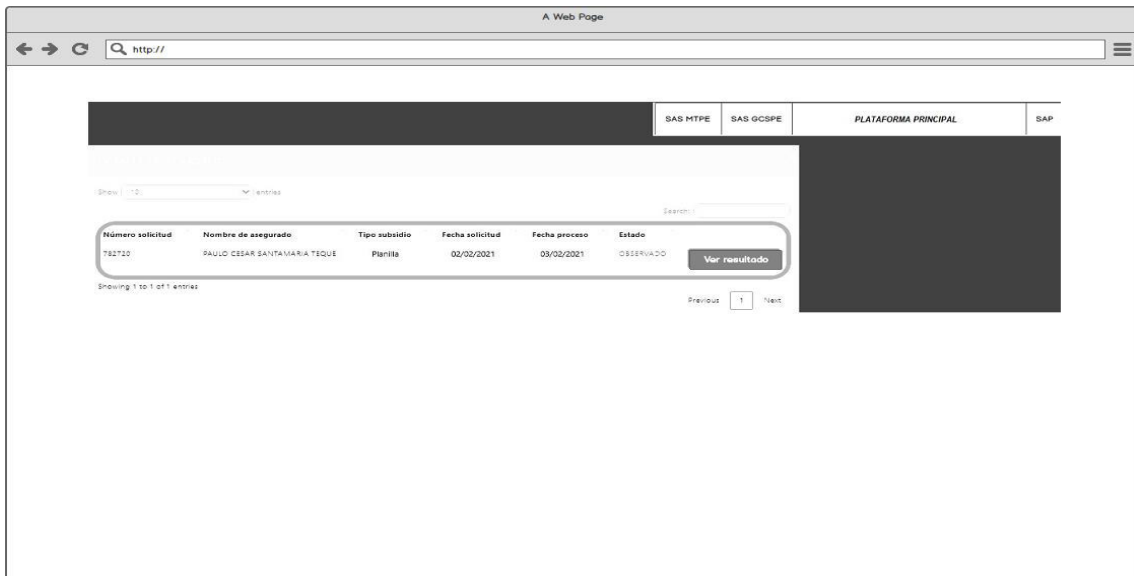 A Web Page
http://
SAS MTPE SAS GCSPE PLATAFORMA PRINCIPAL SAP
Show 10 entries
Search:
Número solicitud Nombre de asegurado Tipo subsidio Fecha solicitud Fecha proceso Estado
782720 PAULO CESAR SANTAMARIA TEQUE Planilla 02/02/2021 03/02/2021 OBSERVADO Ver resultado
Showing 1 to 1 of 1 entries
Previous 1 Next